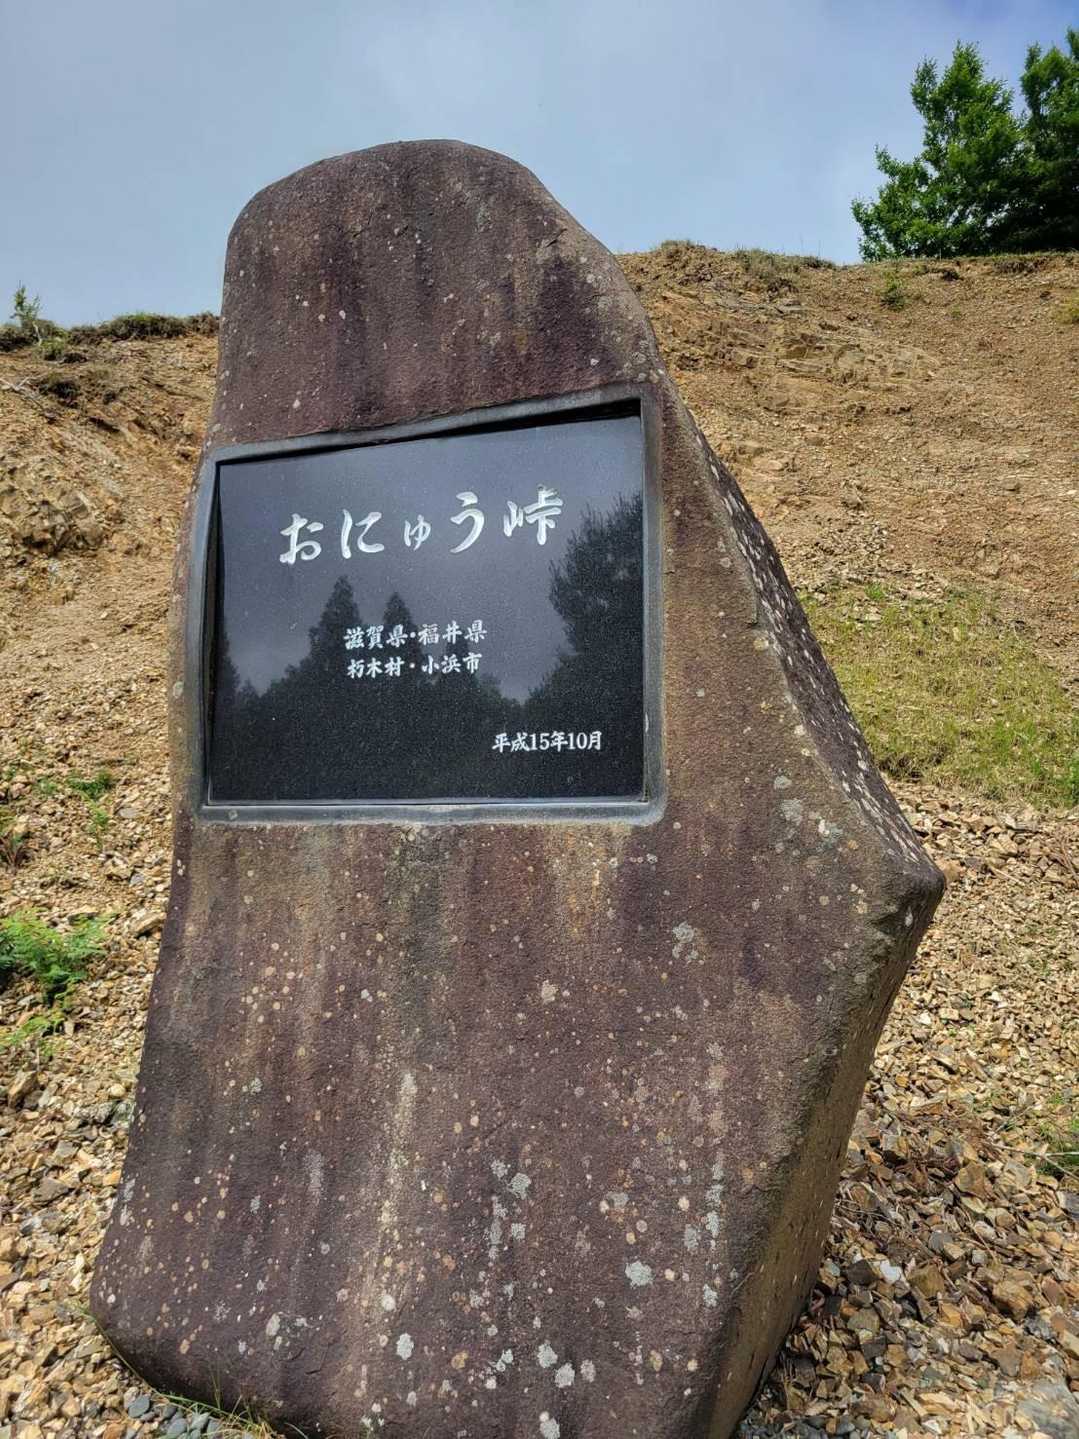 おにゅう峠
滋賀県・福井県
朽木村・小浜市
平成15年10月